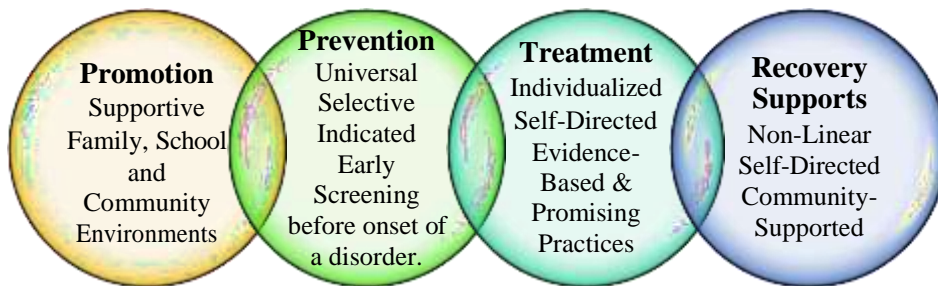 Promotion
Supportive
Family, School
and
Community
Environments
Prevention
Universal
Selective
Indicated
Early
Screening
before onset of
a disorder.
Treatment
Individualized
Self-Directed
Evidence-
Based &
Promising
Practices
Recovery
Supports
Non-Linear
Self-Directed
Community-
Supported